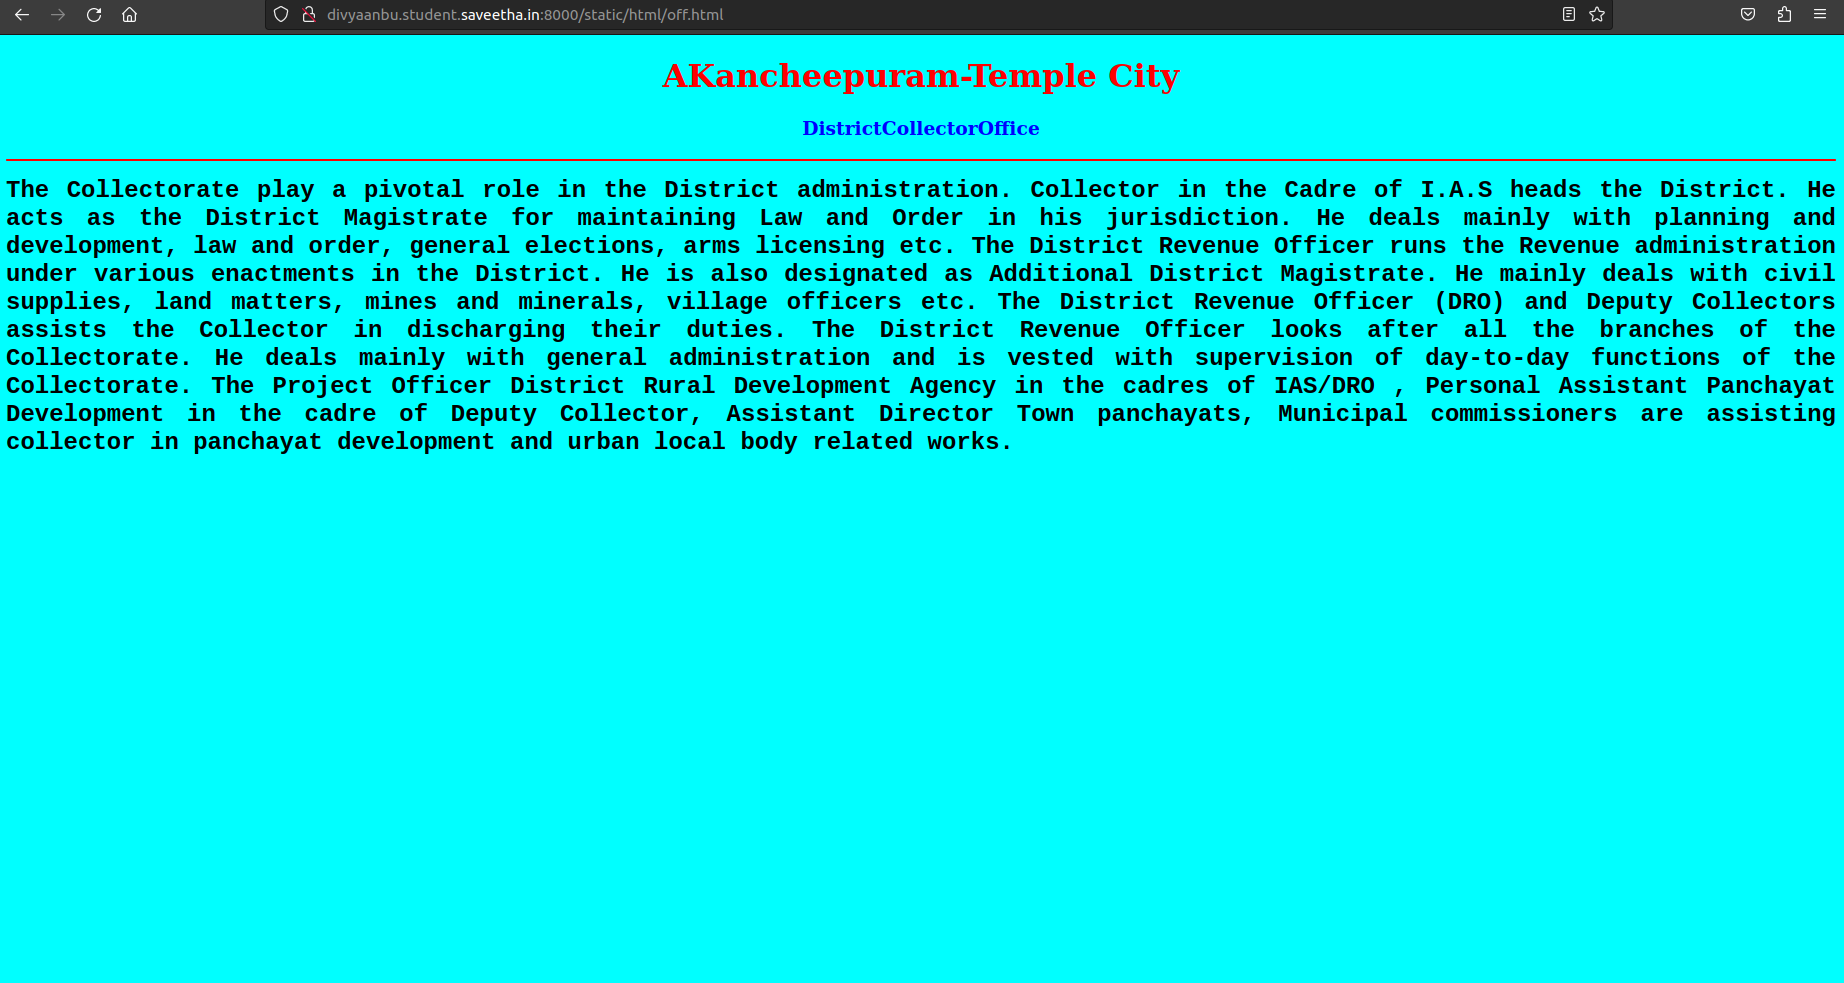 divyaanbu.student.saveetha.in:8000/static/html/off.html
AKancheepuram-Temple City
DistrictCollectorOffice
The Collectorate play a pivotal role in the District administration. Collector in the Cadre of I.A.S heads the District. He
acts as the District Magistrate for maintaining Law and Order in his jurisdiction. He deals mainly with planning and
development, law and order, general elections, arms licensing etc. The District Revenue Officer runs the Revenue administration
under various enactments in the District. He is also designated as Additional District Magistrate. He mainly deals with civil
supplies, land matters, mines and minerals, village officers etc. The District Revenue Officer (DRO) and Deputy Collectors
assists the Collector in discharging their duties. The District Revenue Officer looks after all the branches of the
Collectorate. He deals mainly with general administration and is vested with supervision of day-to-day functions of the
Collectorate. The Project Officer District Rural Development Agency in the cadres of IAS/DRO , Personal Assistant Panchayat
Development in the cadre of Deputy Collector, Assistant Director Town panchayats, Municipal commissioners are assisting
collector in panchayat development and urban local body related works.